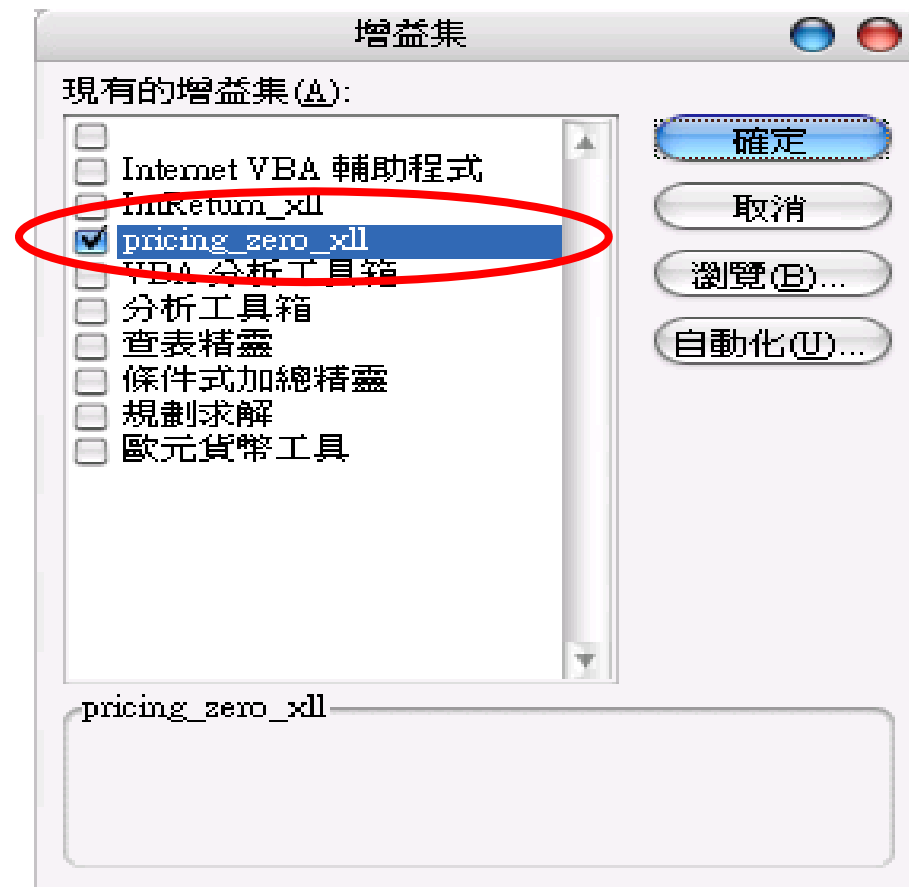 增益集
現有的增益集(A):
Internet VBA 輔助程式
IntReturn_xll
pricing_zero_xll
VBA 分析工具箱
分析工具箱
查表精靈
條件式加總精靈
規劃求解
歐元貨幣工具
確定
取消
瀏覽(B)...
自動化(U)...
pricing_zero_xll